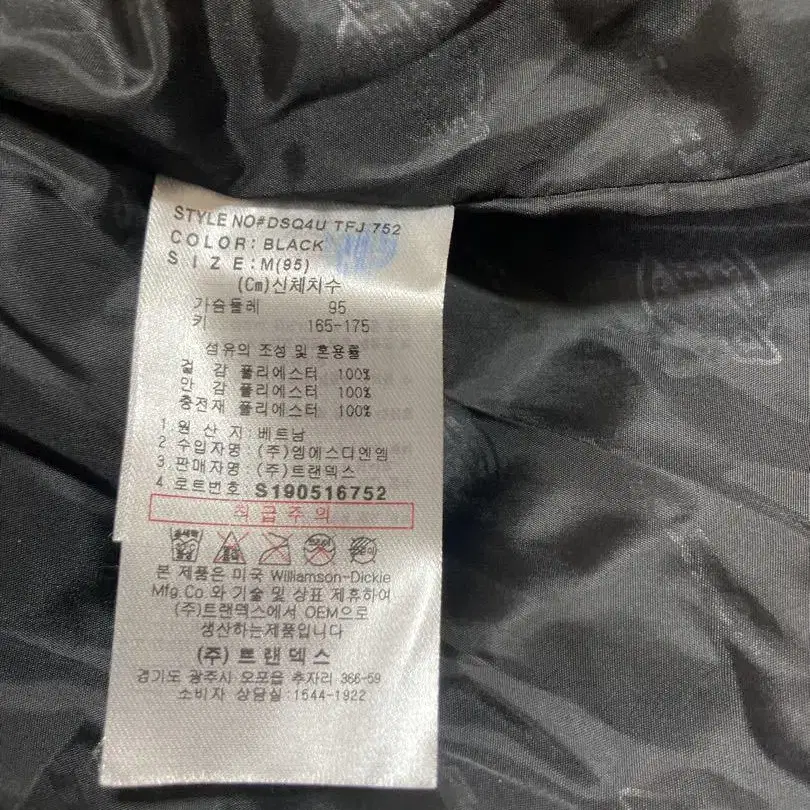 STYLE NO#DSQ4U TFJ 752
COLOR: BLACK
SIZE: M(95)
(Cm)신체치수
가슴둘레 95
키 165-175
섬유의 조성 및 혼용률
겉 감 폴리에스터 100%
안 감 폴리에스터 100%
충전재 폴리에스터 100%
1. 원 산 지 : 베트남
2. 수입자명 : (주)엠에스디엔엠
3. 판매자명 : (주)트랜덱스
4. 로트번호 S190516752
취급주의
본 제품은 미국 Williamson-Dickie
Mfg.Co 와 기술 및 상표 제휴하여
(주)트랜덱스에서 OEM으로
생산하는제품입니다
(주) 트랜덱스
경기도 광주시 오포읍 추자리 366-59
소비자 상담실:1544-1922